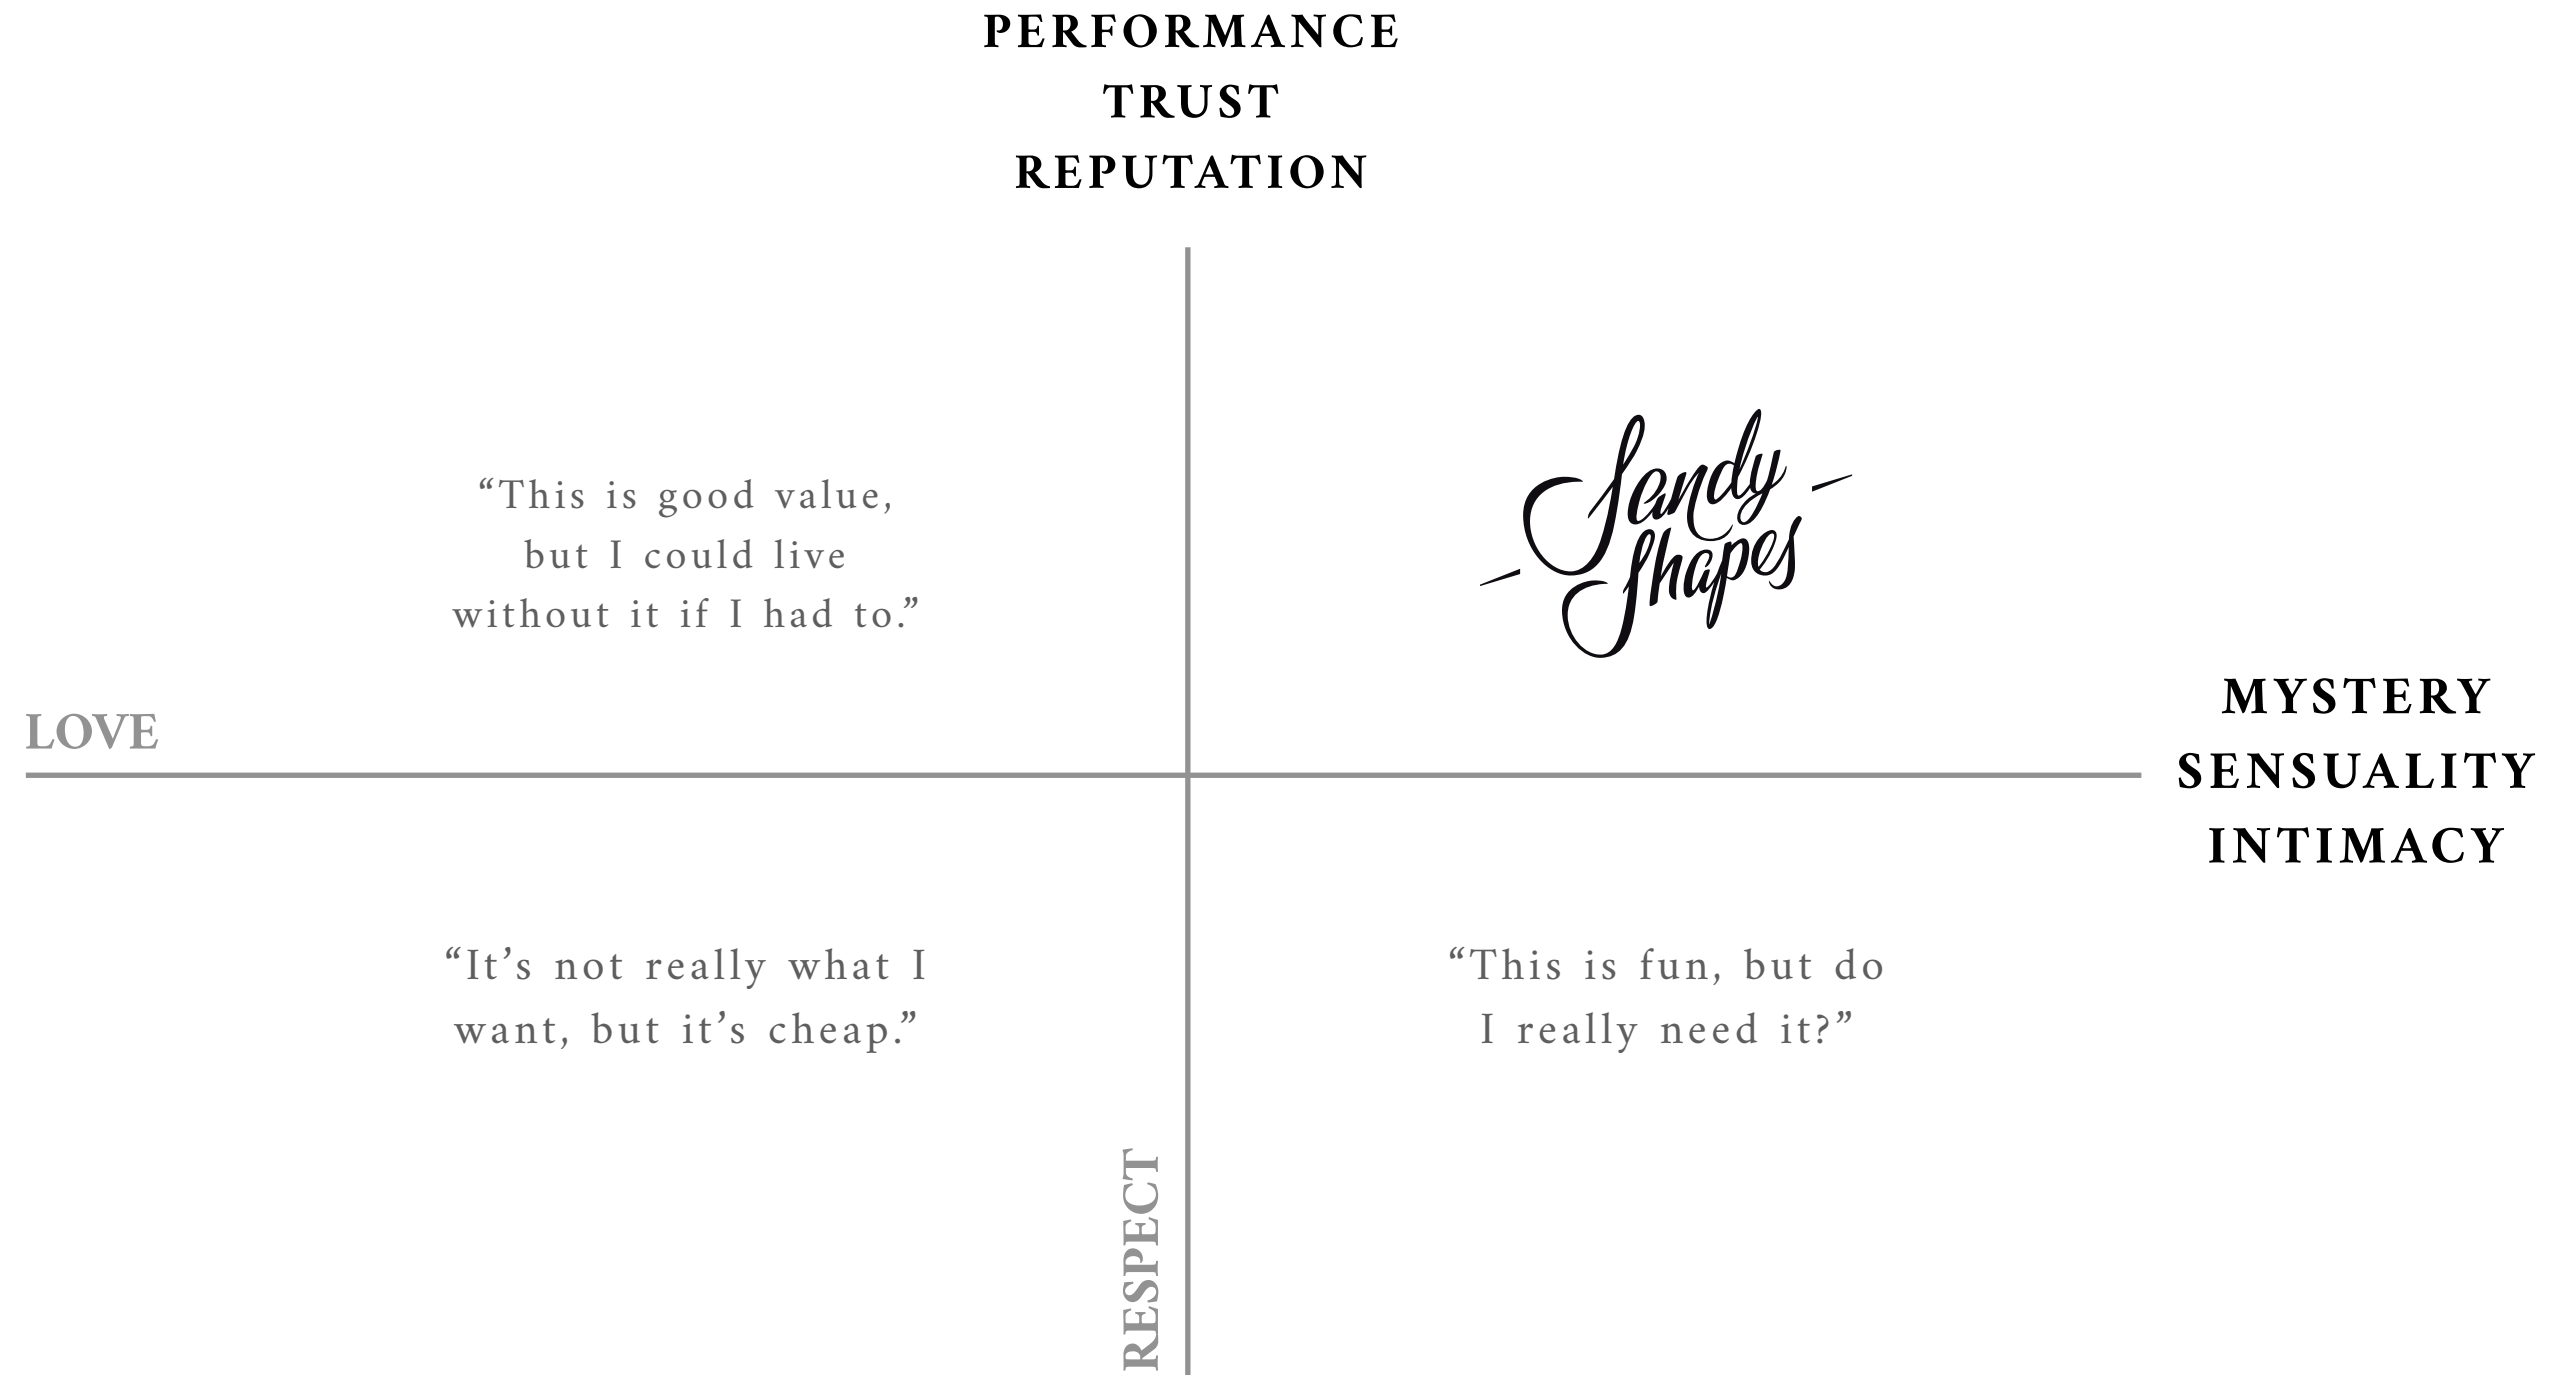 PERFORMANCE
TRUST
REPUTATION
“This is good value,
but I could live
without it if I had to.”
Sandy
Shapes
LOVE
MYSTERY
SENSUALITY
INTIMACY
“It’s not really what I
want, but it’s cheap.”
“This is fun, but do
I really need it?”
RESPECT